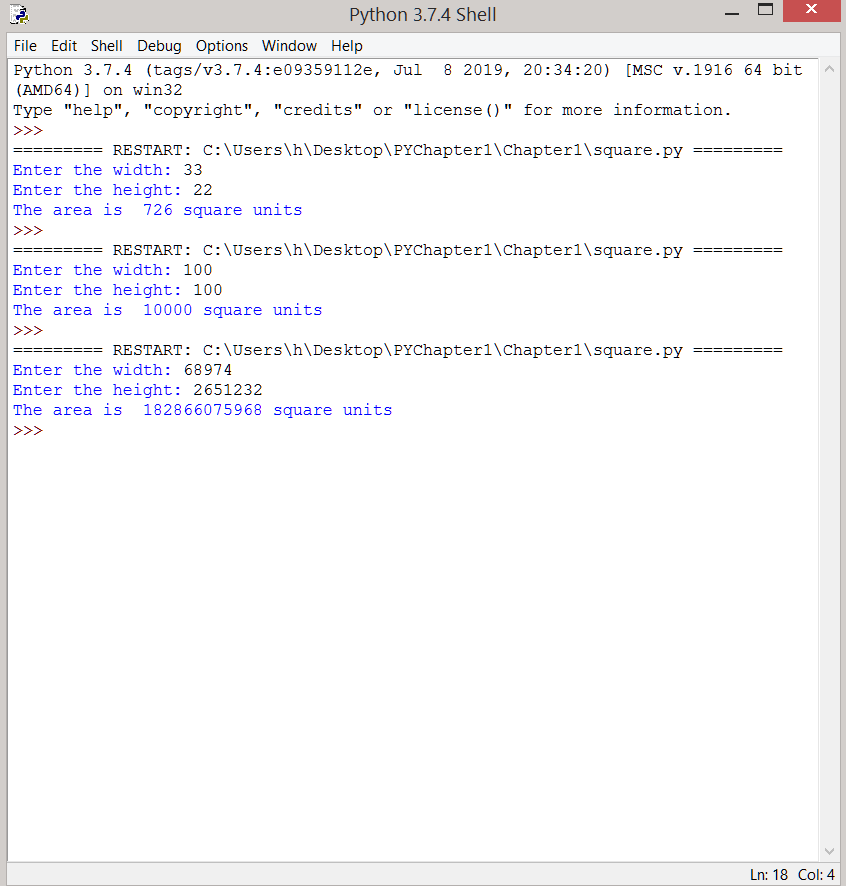 Python 3.7.4 Shell
File Edit Shell Debug Options Window Help
Python 3.7.4 (tags/v3.7.4:e09359112e, Jul  8 2019, 20:34:20) [MSC v.1916 64 bit
(AMD64)] on win32
Type "help", "copyright", "credits" or "license()" for more information.
>>>
========= RESTART: C:\Users\h\Desktop\PYChapter1\Chapter1\square.py =========
Enter the width: 33
Enter the height: 22
The area is  726 square units
>>>
========= RESTART: C:\Users\h\Desktop\PYChapter1\Chapter1\square.py =========
Enter the width: 100
Enter the height: 100
The area is  10000 square units
>>>
========= RESTART: C:\Users\h\Desktop\PYChapter1\Chapter1\square.py =========
Enter the width: 68974
Enter the height: 2651232
The area is  182866075968 square units
>>>
Ln: 18 Col: 4